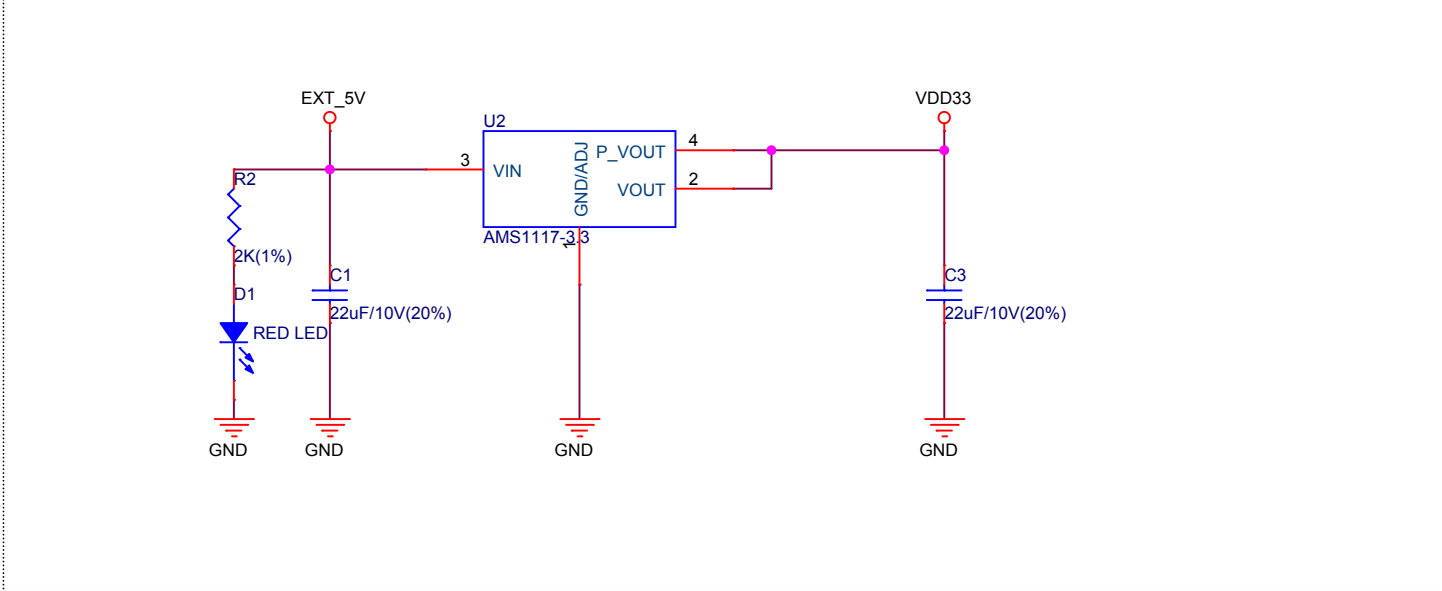 EXT_5V
VDD33
U2
4
P_VOUT
3
VIN
GND/ADJ
R2
VOUT
2
AMS1117-3.3
1
2K(1%)
C1
C3
D1
22uF/10V(20%)
22uF/10V(20%)
RED LED
GND
GND
GND
GND